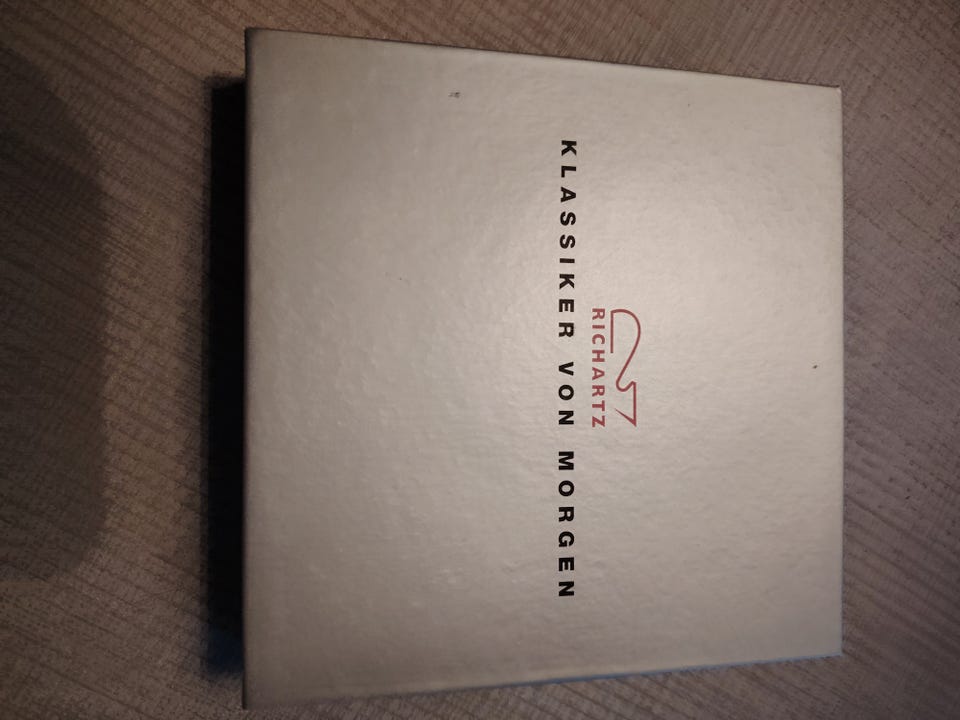 RICHARTZ
KLASSIKER VON MORGEN